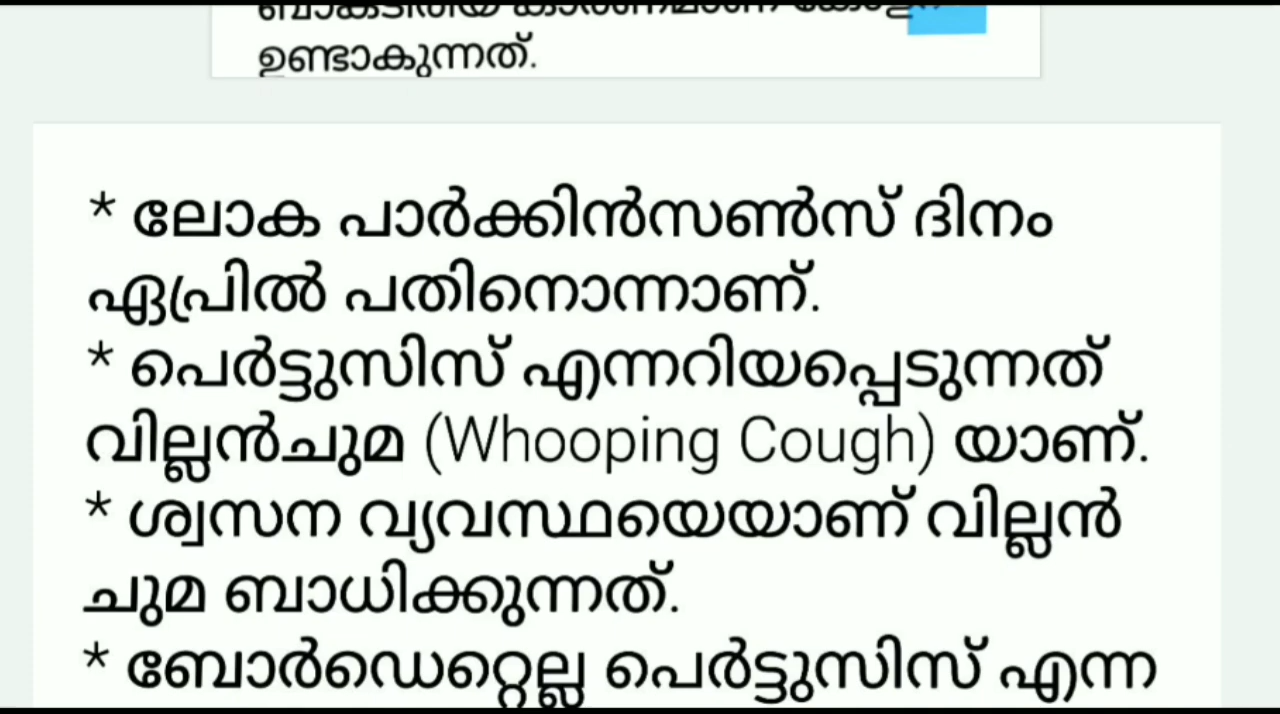 ഉണ്ടാകുന്നത്.
* ലോക പാർക്കിൻസൺസ് ദിനം
ഏപ്രിൽ പതിനൊന്നാണ്.
* പെർട്ടുസിസ് എന്നറിയപ്പെടുന്നത്
വില്ലൻചുമ (Whooping Cough) യാണ്.
* ശ്വസന വ്യവസ്ഥയെയാണ് വില്ലൻ
ചുമ ബാധിക്കുന്നത്.
* ബോർഡെറ്റെല്ല പെർട്ടുസിസ് എന്ന